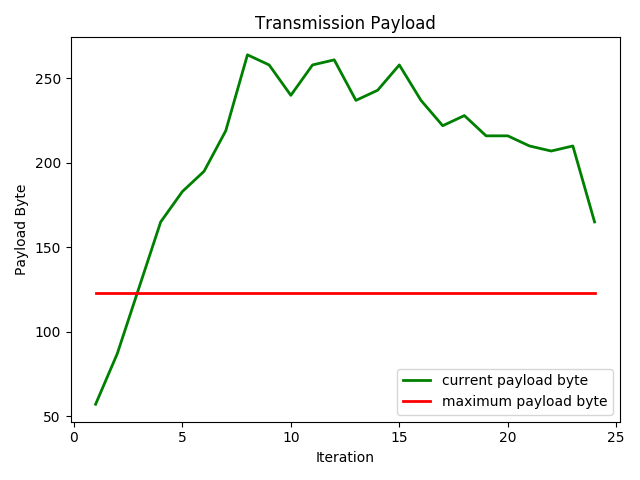 Transmission Payload
Payload Byte
250
200
150
100
50
0
5
10
15
20
25
Iteration
current payload byte
maximum payload byte